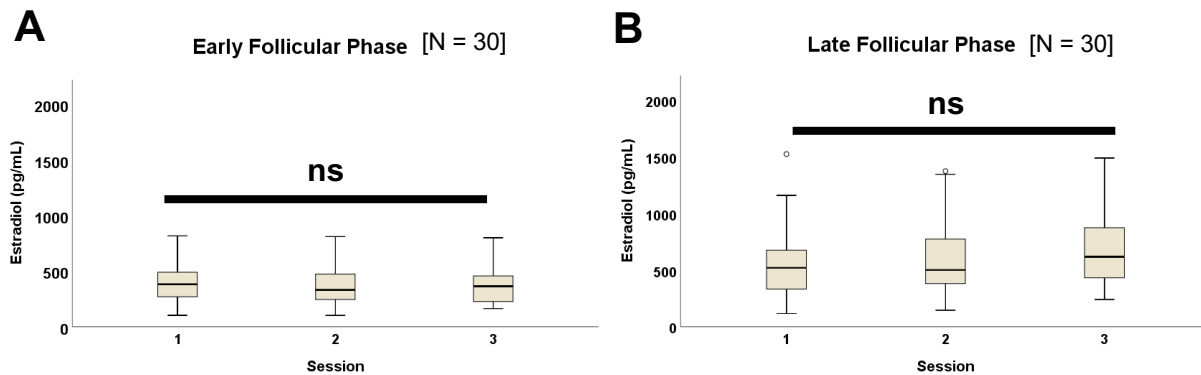 A
Early Follicular Phase [N = 30]
Estradiol (pg/mL)
2000
1500
1000
500
0
ns
1 2 3
Session
B
Late Follicular Phase [N = 30]
Estradiol (pg/mL)
2000
1500
1000
500
0
ns
1 2 3
Session